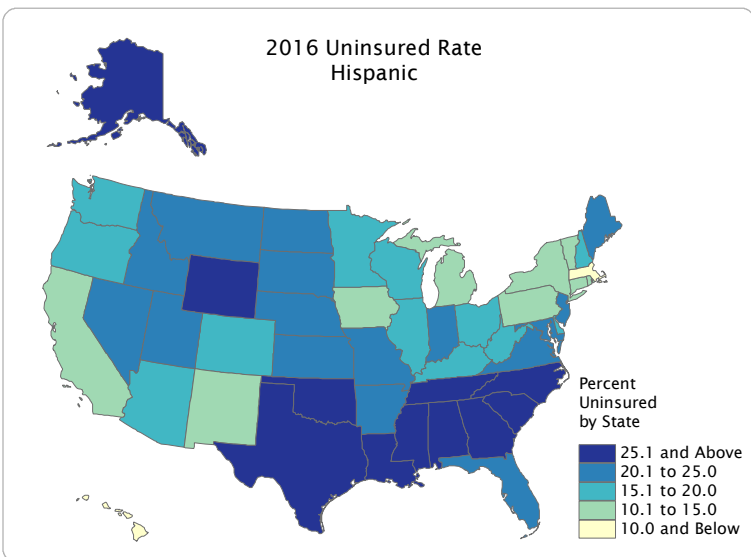 2016 Uninsured Rate
Hispanic
Percent
Uninsured
by State
25.1 and Above
20.1 to 25.0
15.1 to 20.0
10.1 to 15.0
10.0 and Below